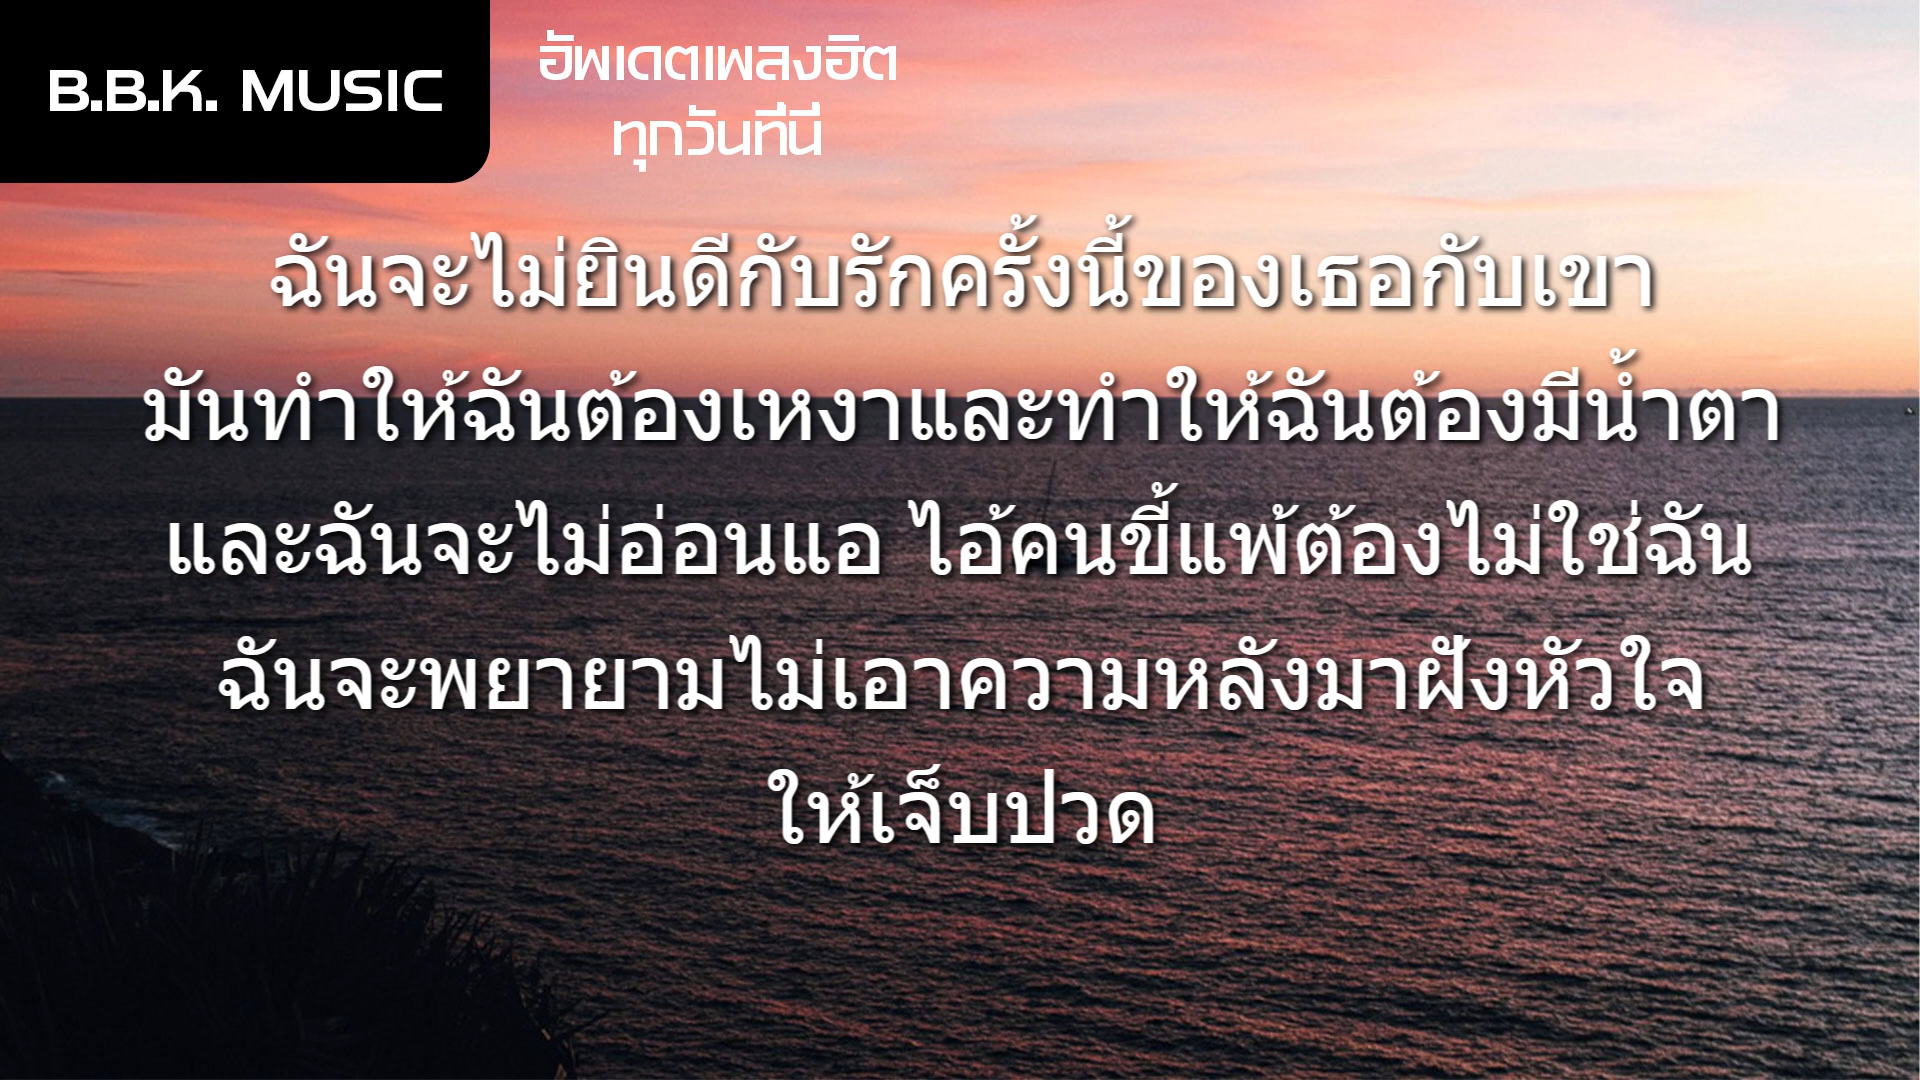 B.B.K. MUSIC
อัพเดตเพลงฮิต
ทุกวันที่นี่
ฉันจะไม่ยินดีกับรักครั้งนี้ของเธอกับเขา
มันทำให้ฉันต้องเหงาและทำให้ฉันต้องมีน้ำตา
และฉันจะไม่อ่อนแอ ไอ้คนขี้แพ้ต้องไม่ใช่ฉัน
ฉันจะพยายามไม่เอาความหลังมาฝังหัวใจ
ให้เจ็บปวด